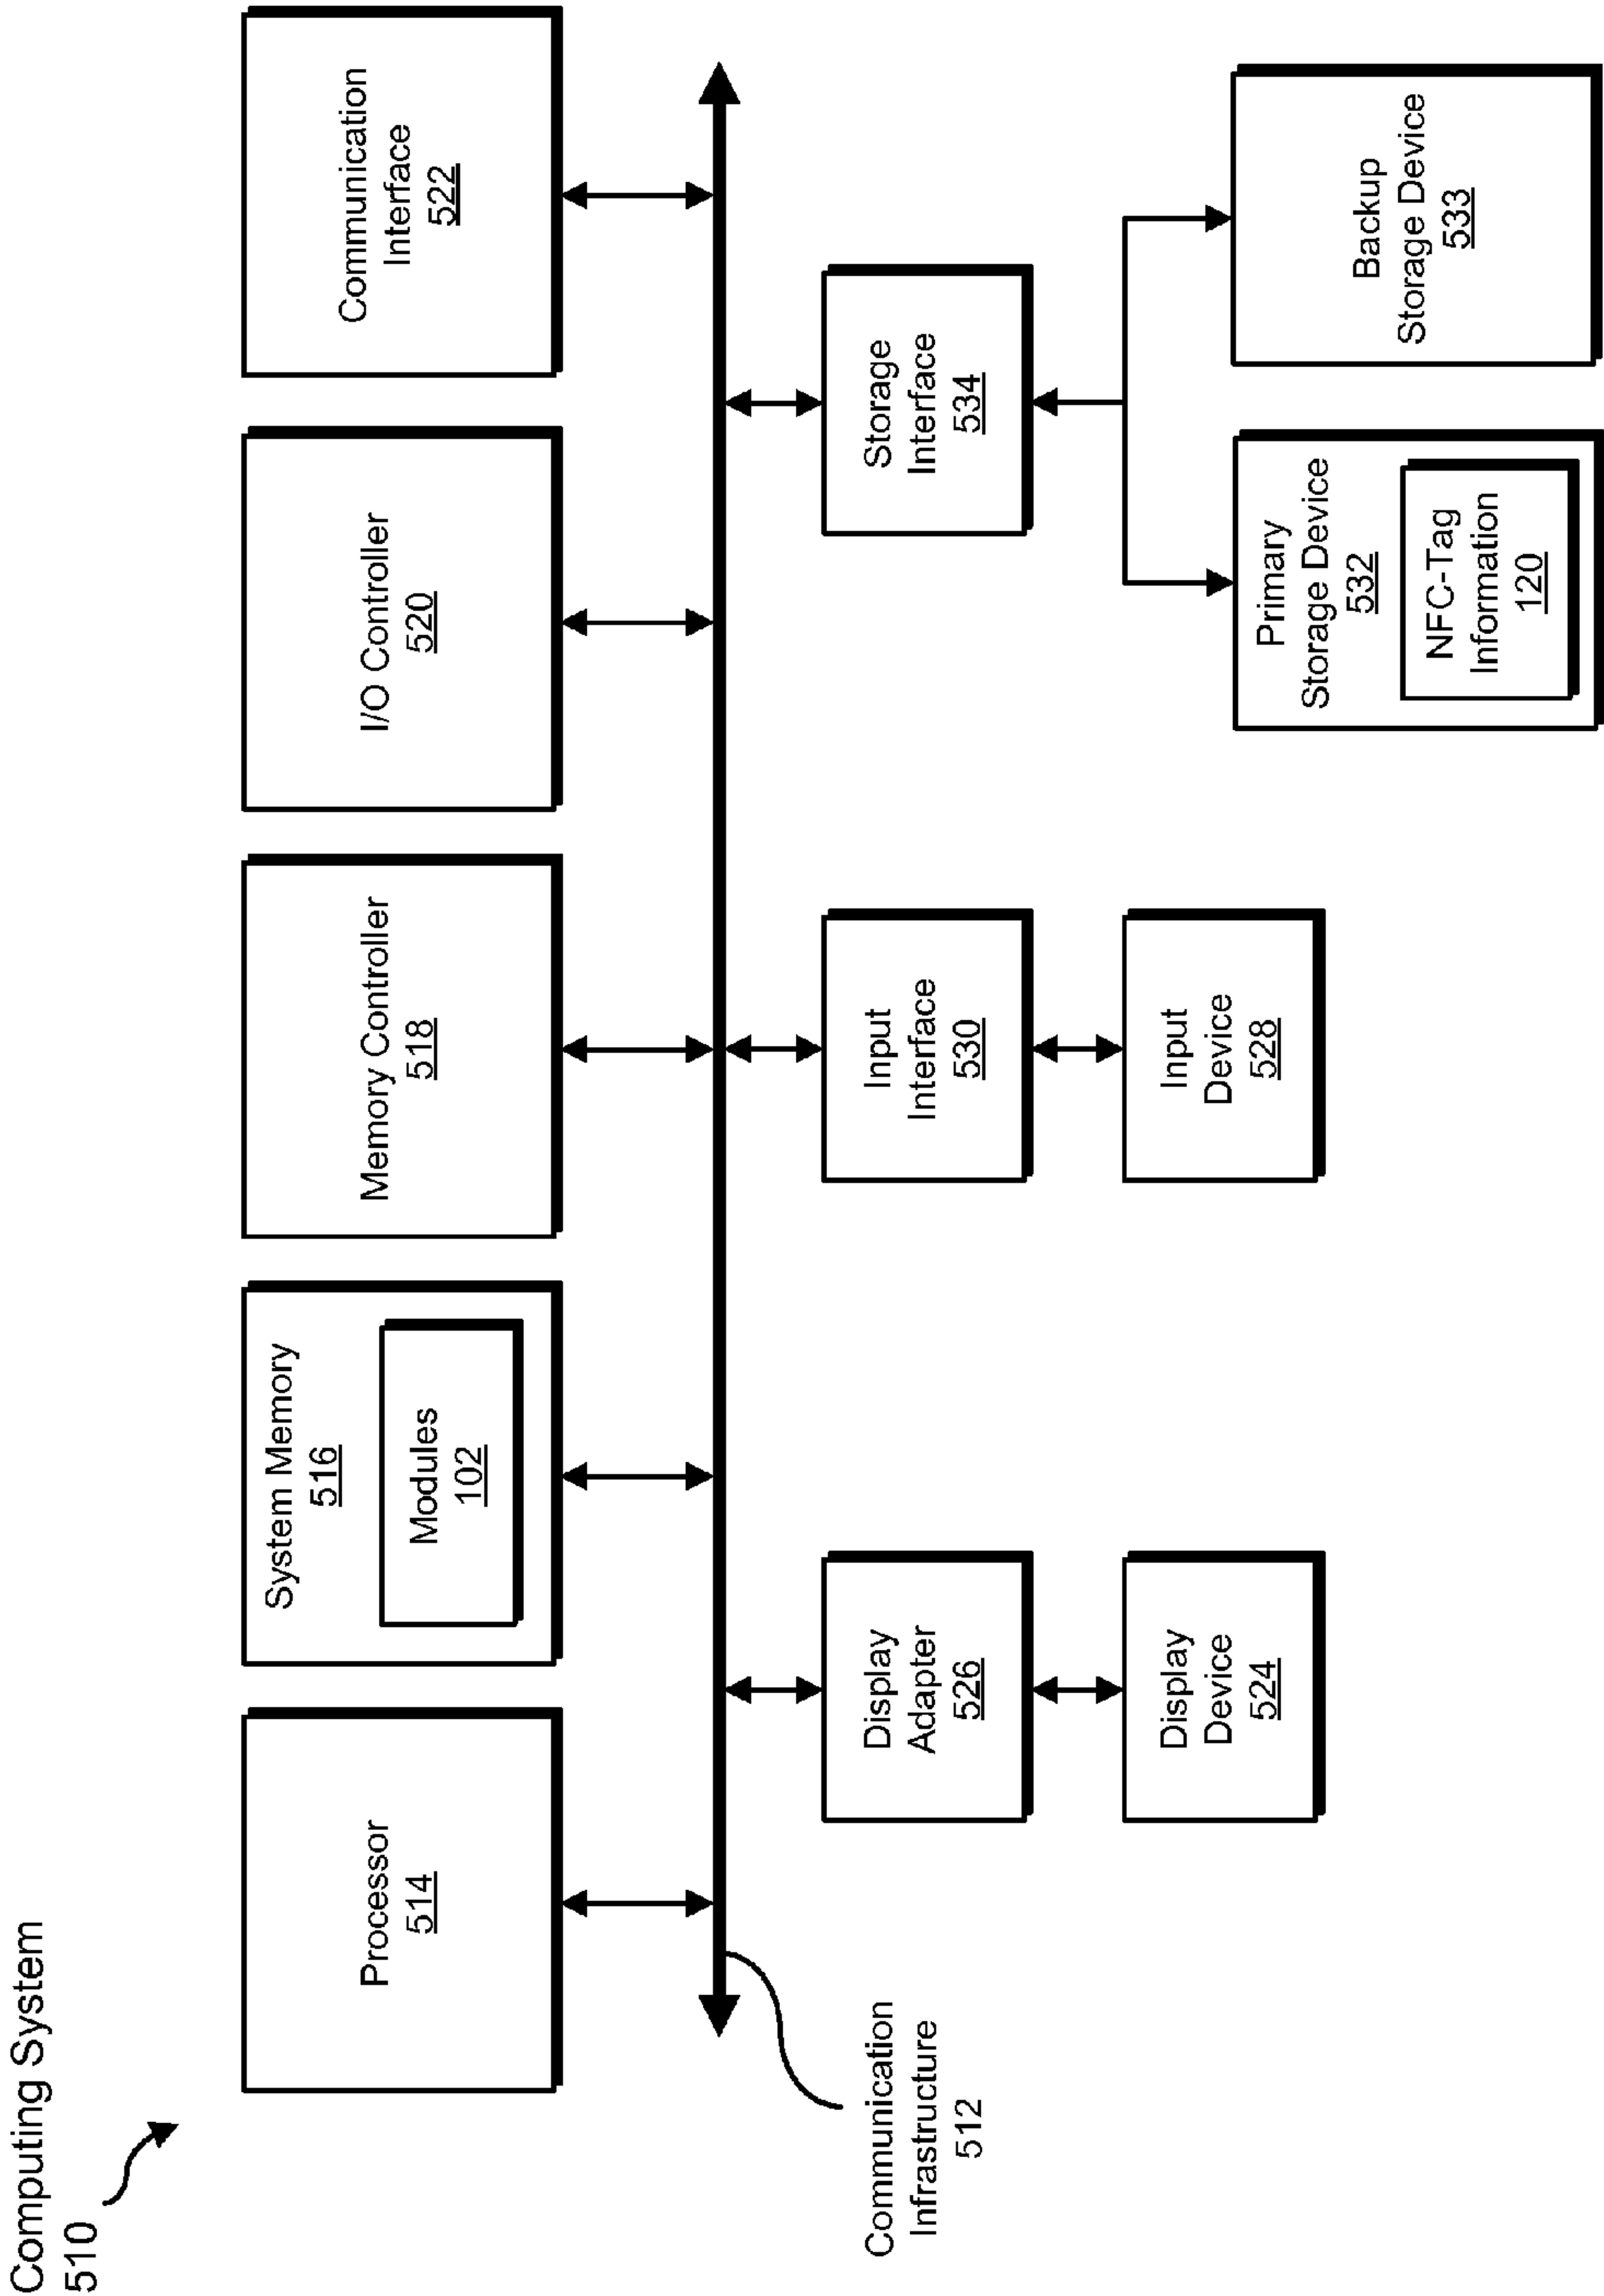 Computing System
510
Processor
514
System Memory
516
Modules
102
Memory Controller
518
I/O Controller
520
Communication
Interface
522
Communication
Infrastructure
512
Display
Adapter
526
Input
Interface
530
Storage
Interface
534
Display
Device
524
Input
Device
528
Primary
Storage Device
532
NFC-Tag
Information
120
Backup
Storage Device
533